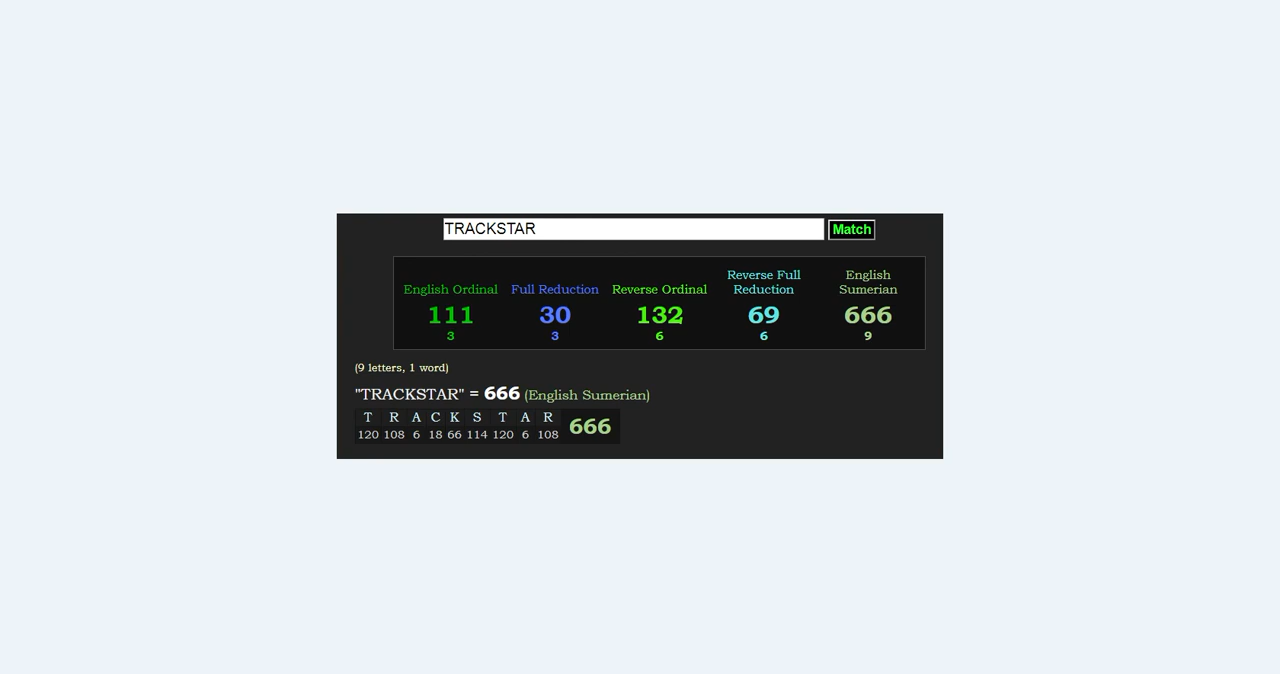 TRACKSTAR Match
English Ordinal Full Reduction Reverse Ordinal Reverse Full Reduction English Sumerian
111 30 132 69 666
3 3 6 6 9
(9 letters, 1 word)
"TRACKSTAR" = 666 (English Sumerian)
T R A C K S T A R 666
120 108 6 18 66 114 120 6 108